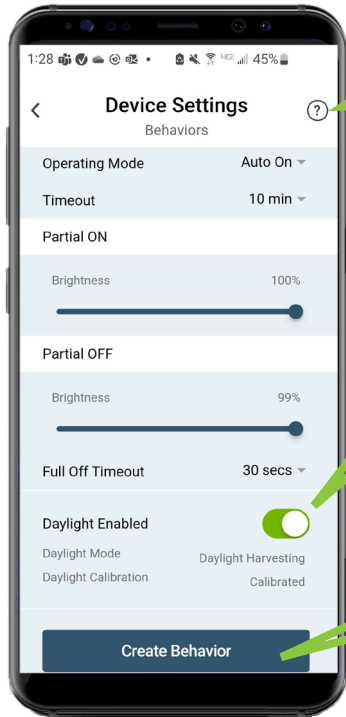 1:28 4GE 45%
Device Settings
?
Behaviors
Operating Mode Auto On
Timeout 10 min
Partial ON
Brightness 100%
Partial OFF
Brightness 99%
Full Off Timeout 30 secs
Daylight Enabled
Daylight Mode Daylight Harvesting
Daylight Calibration Calibrated
Create Behavior